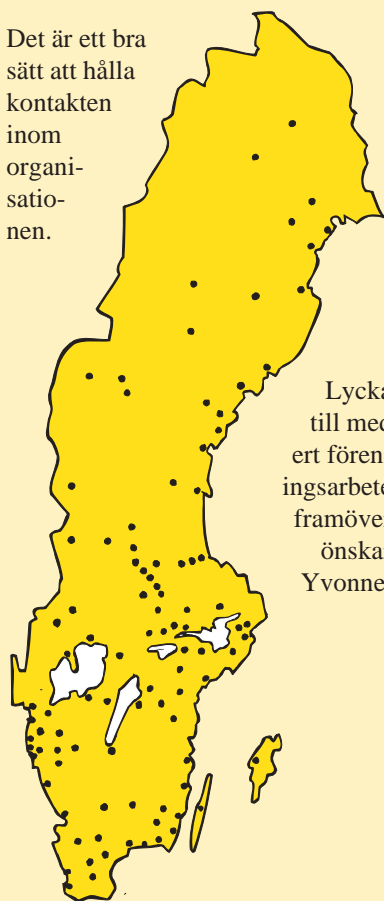 Det är ett bra
sätt att hålla
kontakten
inom
organi-
satio-
nen.
Lycka
till med
ert fören-
ingsarbete
framöver
önskar
Yvonne